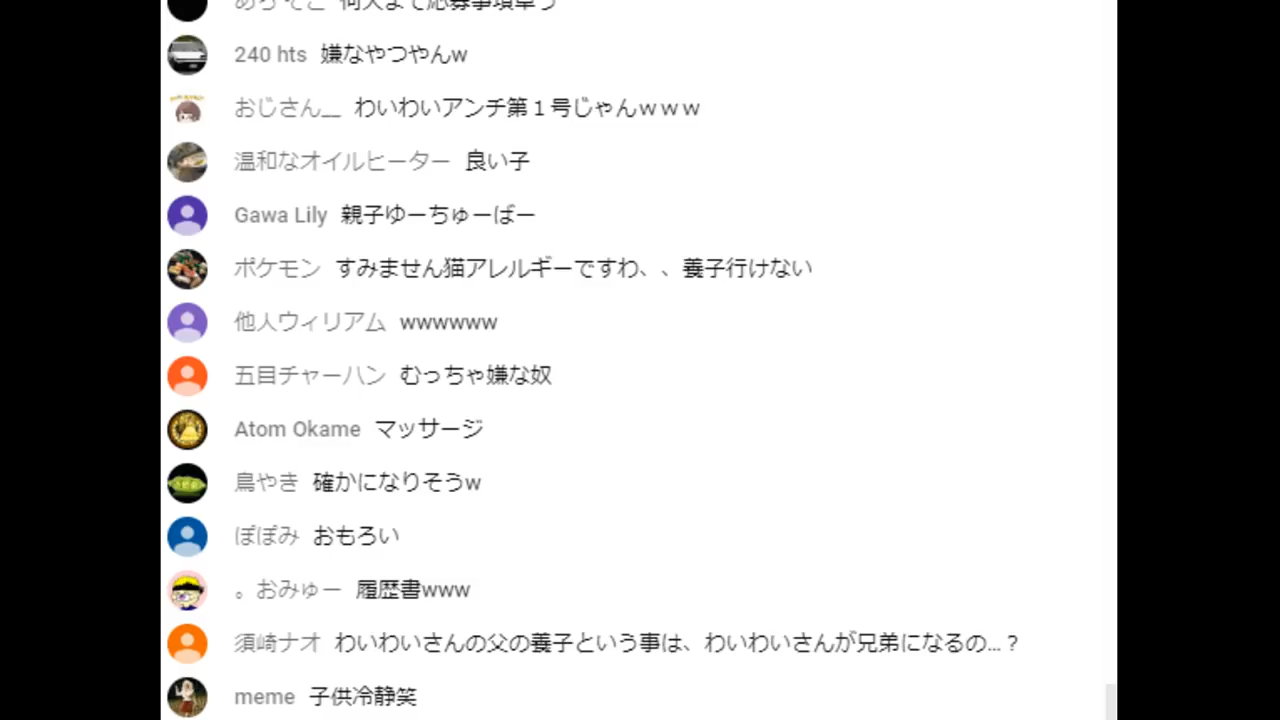 240 hts 嫌なやつやんw
おじさん__ わいわいアンチ第１号じゃんｗｗｗ
温和なオイルヒーター 良い子
Gawa Lily 親子ゆーちゅーばー
ポケモン すみません猫アレルギーですわ、、養子行けない
他人ウィリアム wwwwww
五目チャーハン むっちゃ嫌な奴
Atom Okame マッサージ
鳥やき 確かになりそうw
ぽぽみ おもろい
。おみゅー 履歴書www
須崎ナオ わいわいさんの父の養子という事は、わいわいさんが兄弟になるの...？
meme 子供冷静笑